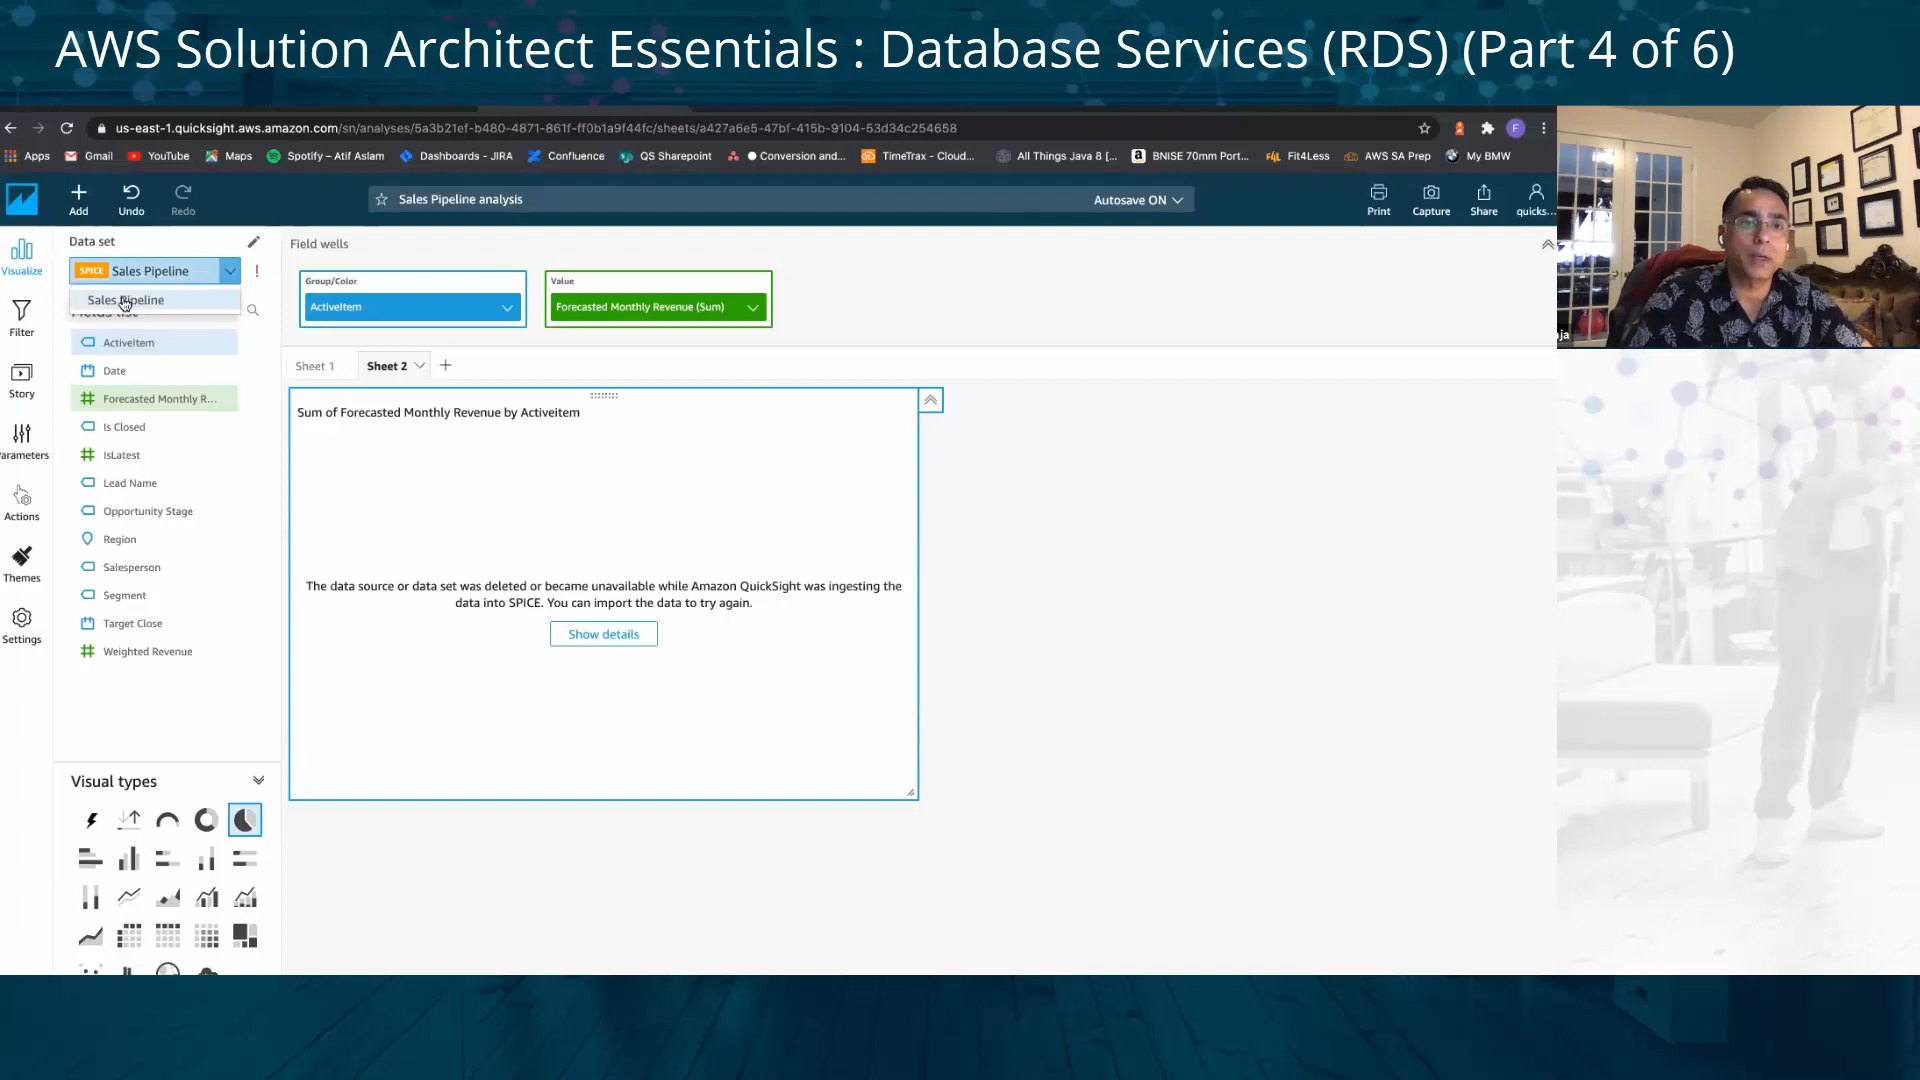 AWS Solution Architect Essentials : Database Services (RDS) (Part 4 of 6)
us-east-1.quicksight.aws.amazon.com/sn/analyses/5a3b21ef-b480-4871-861f-ff0b1a9f44fc/sheets/a427a6e5-47bf-415b-9104-53d34c254658
F
Apps Gmail YouTube Maps Spotify – Atif Aslam Dashboards - JIRA Confluence QS Sharepoint Conversion and... TimeTrax - Cloud... All Things Java 8 [... BNISE 70mm Port... Fit4Less AWS SA Prep My BMW
Add Undo Redo
Sales Pipeline analysis
Autosave ON
Print Capture Share quicks...
Visualize
Filter
Story
arameters
Actions
Themes
Settings
Data set
SPICE Sales Pipeline !
Sales Pipeline
Fields list
ActiveItem
Date
Forecasted Monthly R...
Is Closed
IsLatest
Lead Name
Opportunity Stage
Region
Salesperson
Segment
Target Close
Weighted Revenue
Visual types
Field wells
Group/Color
ActiveItem
Value
Forecasted Monthly Revenue (Sum)
Sheet 1 Sheet 2
Sum of Forecasted Monthly Revenue by Activeitem
The data source or data set was deleted or became unavailable while Amazon QuickSight was ingesting the
data into SPICE. You can import the data to try again.
Show details
ja